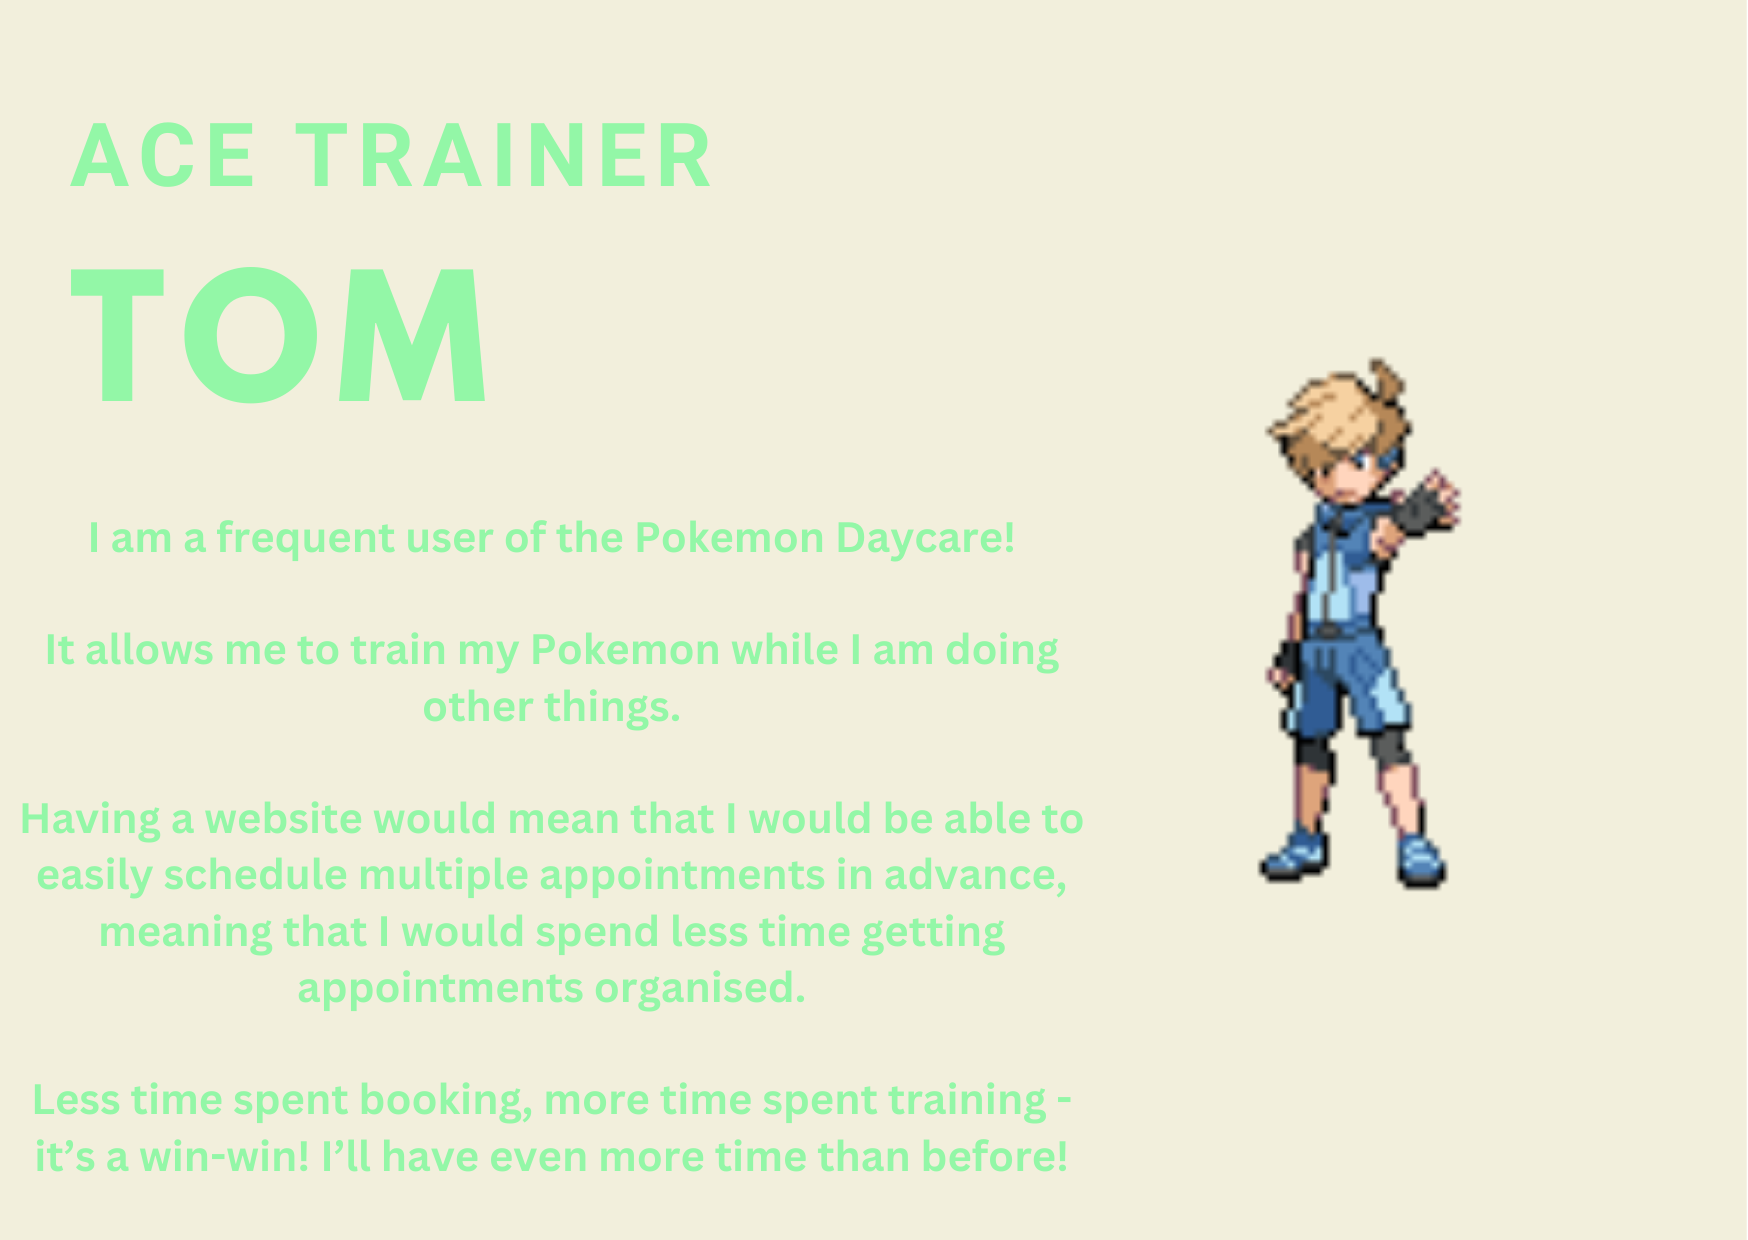 ACE TRAINER
TOM
I am a frequent user of the Pokemon Daycare!
It allows me to train my Pokemon while I am doing
other things.
Having a website would mean that I would be able to
easily schedule multiple appointments in advance,
meaning that I would spend less time getting
appointments organised.
Less time spent booking, more time spent training -
it’s a win-win! I’ll have even more time than before!